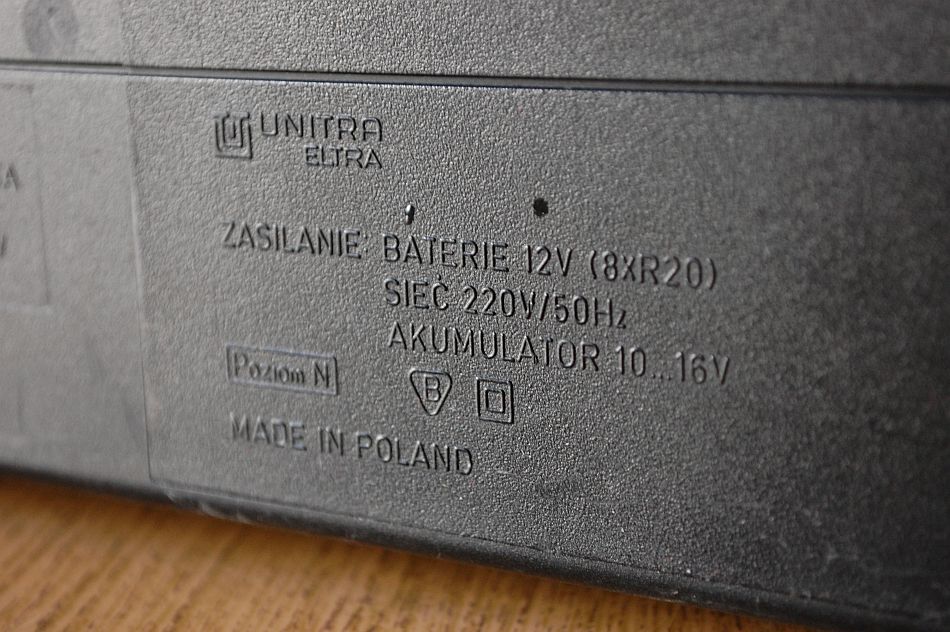 UNITRA
ELTRA
ZASILANIE: BATERIE 12V (8XR20)
SIEĆ 220V/50Hz
AKUMULATOR 10...16V
Poziom N
B
MADE IN POLAND